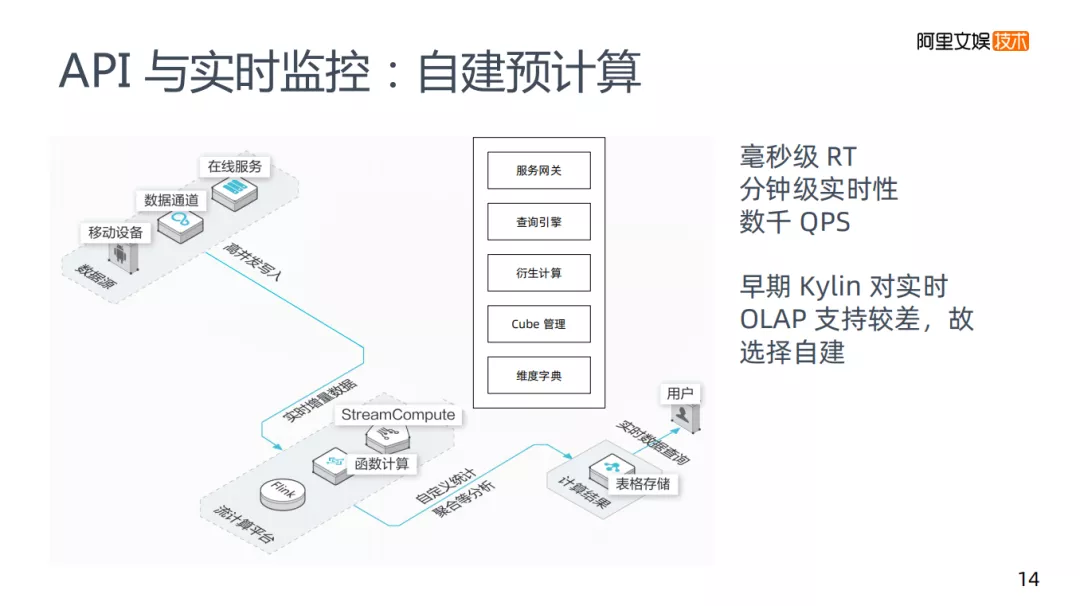 阿里文娱技术
API 与实时监控：自建预计算
在线服务
数据通道
移动设备
数据源
高并发写入
实时增量数据
StreamCompute
函数计算
Flink
流计算平台
自定义统计
聚合等分析
计算结果
表格存储
实时数据查询
用户
服务网关
查询引擎
衍生计算
Cube 管理
维度字典
毫秒级 RT
分钟级实时性
数千 QPS
早期 Kylin 对实时
OLAP 支持较差，故
选择自建
14